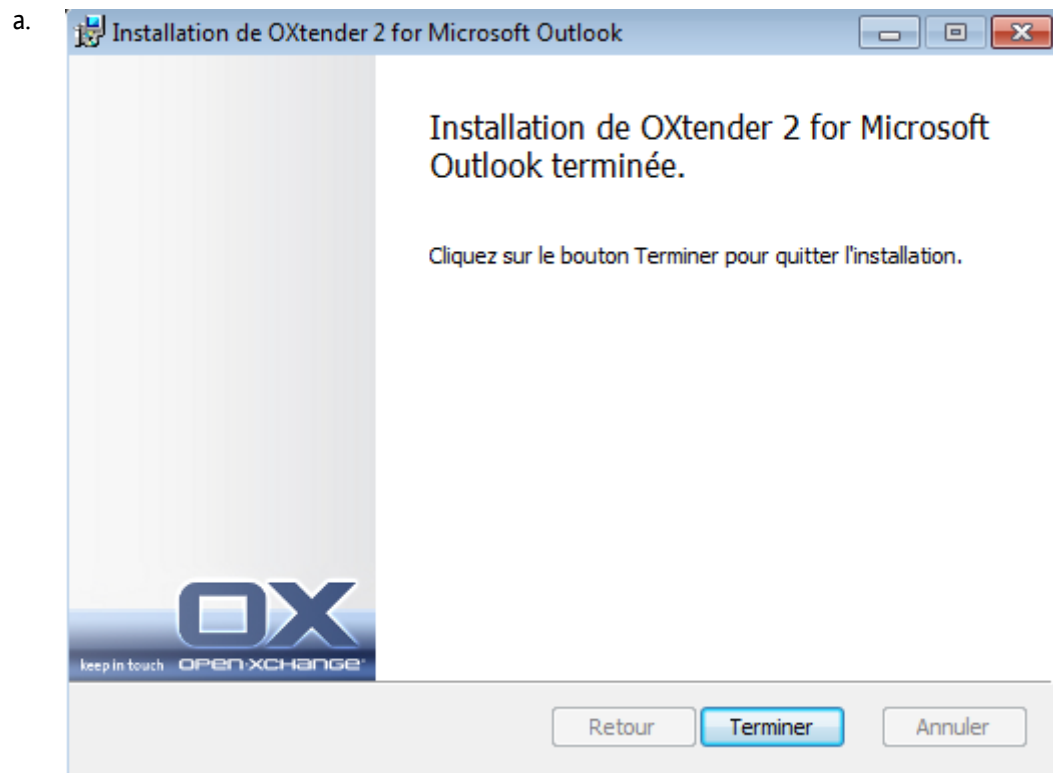 a.
Installation de OXtender 2 for Microsoft Outlook
Installation de OXtender 2 for Microsoft
Outlook terminée.
Cliquez sur le bouton Terminer pour quitter l'installation.
OX
keep in touch OPEN-XCHANGE
Retour Terminer Annuler